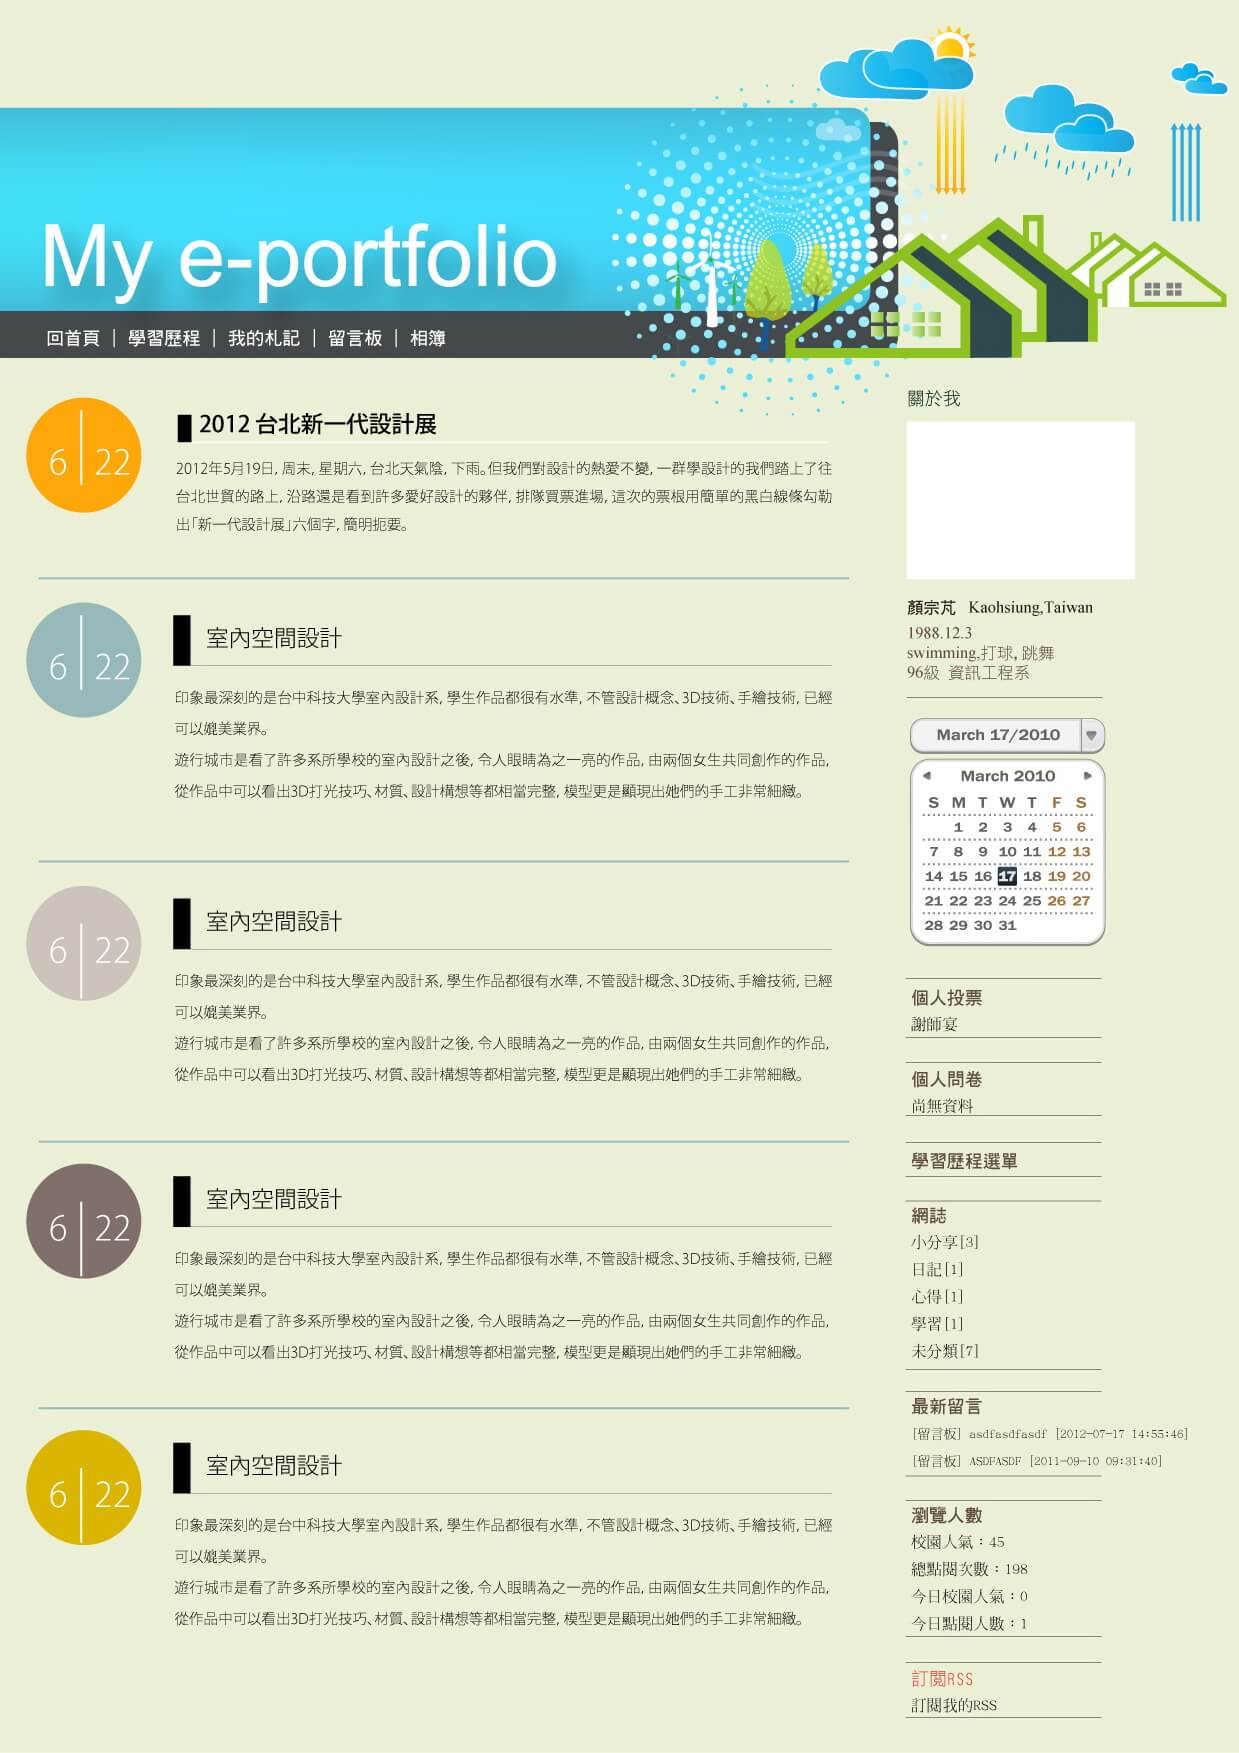 My e-portfolio
回首頁 | 學習歷程 | 我的札記 | 留言板 | 相簿
6 22
2012 台北新一代設計展
2012年5月19日, 周末, 星期六, 台北天氣陰, 下雨。但我們對設計的熱愛不變, 一群學設計的我們踏上了往
台北世貿的路上, 沿路還是看到許多愛好設計的夥伴, 排隊買票進場, 這次的票根用簡單的黑白線條勾勒
出「新一代設計展」六個字, 簡明扼要。
6 22
室內空間設計
印象最深刻的是台中科技大學室內設計系, 學生作品都很有水準, 不管設計概念、3D技術、手繪技術, 已經
可以媲美業界。
遊行城市是看了許多系所學校的室內設計之後, 令人眼睛為之一亮的作品, 由兩個女生共同創作的作品,
從作品中可以看出3D打光技巧、材質、設計構想等都相當完整, 模型更是顯現出她們的手工非常細緻。
6 22
室內空間設計
印象最深刻的是台中科技大學室內設計系, 學生作品都很有水準, 不管設計概念、3D技術、手繪技術, 已經
可以媲美業界。
遊行城市是看了許多系所學校的室內設計之後, 令人眼睛為之一亮的作品, 由兩個女生共同創作的作品,
從作品中可以看出3D打光技巧、材質、設計構想等都相當完整, 模型更是顯現出她們的手工非常細緻。
6 22
室內空間設計
印象最深刻的是台中科技大學室內設計系, 學生作品都很有水準, 不管設計概念、3D技術、手繪技術, 已經
可以媲美業界。
遊行城市是看了許多系所學校的室內設計之後, 令人眼睛為之一亮的作品, 由兩個女生共同創作的作品,
從作品中可以看出3D打光技巧、材質、設計構想等都相當完整, 模型更是顯現出她們的手工非常細緻。
6 22
室內空間設計
印象最深刻的是台中科技大學室內設計系, 學生作品都很有水準, 不管設計概念、3D技術、手繪技術, 已經
可以媲美業界。
遊行城市是看了許多系所學校的室內設計之後, 令人眼睛為之一亮的作品, 由兩個女生共同創作的作品,
從作品中可以看出3D打光技巧、材質、設計構想等都相當完整, 模型更是顯現出她們的手工非常細緻。
關於我
顏宗芃 Kaohsiung,Taiwan
1988.12.3
swimming,打球, 跳舞
96級 資訊工程系
March 17/2010
March 2010
S M T W T F S
1 2 3 4 5 6
7 8 9 10 11 12 13
14 15 16 17 18 19 20
21 22 23 24 25 26 27
28 29 30 31
個人投票
謝師宴
個人問卷
尚無資料
學習歷程選單
網誌
小分享[3]
日記[1]
心得[1]
學習[1]
未分類[7]
最新留言
[留言板] asdfasdfasdf [2012-07-17 14:55:46]
[留言板] ASDFASDF [2011-09-10 09:31:40]
瀏覽人數
校園人氣：45
總點閱次數：198
今日校園人氣：0
今日點閱人數：1
訂閱RSS
訂閱我的RSS